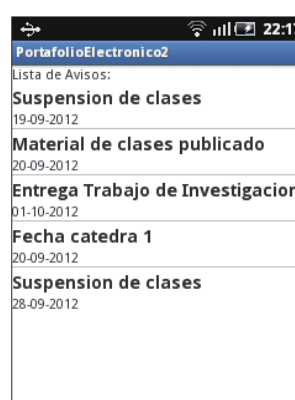 22:17
PortafolioElectronico2
Lista de Avisos:
Suspension de clases
19-09-2012
Material de clases publicado
20-09-2012
Entrega Trabajo de Investigacion
01-10-2012
Fecha catedra 1
20-09-2012
Suspension de clases
28-09-2012